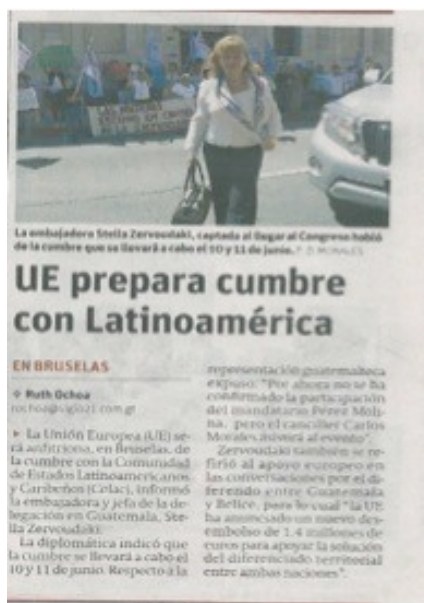 LAS MAESTRAS
ESTAMOS EN CONTRA
DE LA
La embajadora Stella Zervoudaki, captada al llegar al Congreso habló
de la cumbre que se llevará a cabo el 10 y 11 de junio. MORALES
UE prepara cumbre
con Latinoamérica
EN BRUSELAS
Ruth Ochoa
rochoa@siglo21.com.gt
La Unión Europea (UE) se-
rá anfitriona, en Bruselas, de
la cumbre con la Comunidad
de Estados Latinoamericanos
y Caribeños (Celac), informó
la embajadora y jefa de la de-
legación en Guatemala, Ste-
lla Zervoudaki.
La diplomática indicó que
la cumbre se llevará a cabo el
10 y 11 de junio. Respecto a la
representación guatemalteca
expuso: "Por ahora no se ha
confirmado la participación
del mandatario Pérez Moli-
na, pero el canciller Carlos
Morales asistirá al evento".
Zervoudaki también se re-
firió al apoyo europeo en
las conversaciones por el di-
ferendo entre Guatemala
y Belice, para lo cual "la UE
ha anunciado un nuevo des-
embolso de 1.4 millones de
euros para apoyar la solución
del diferenciado territorial
entre ambas naciones".